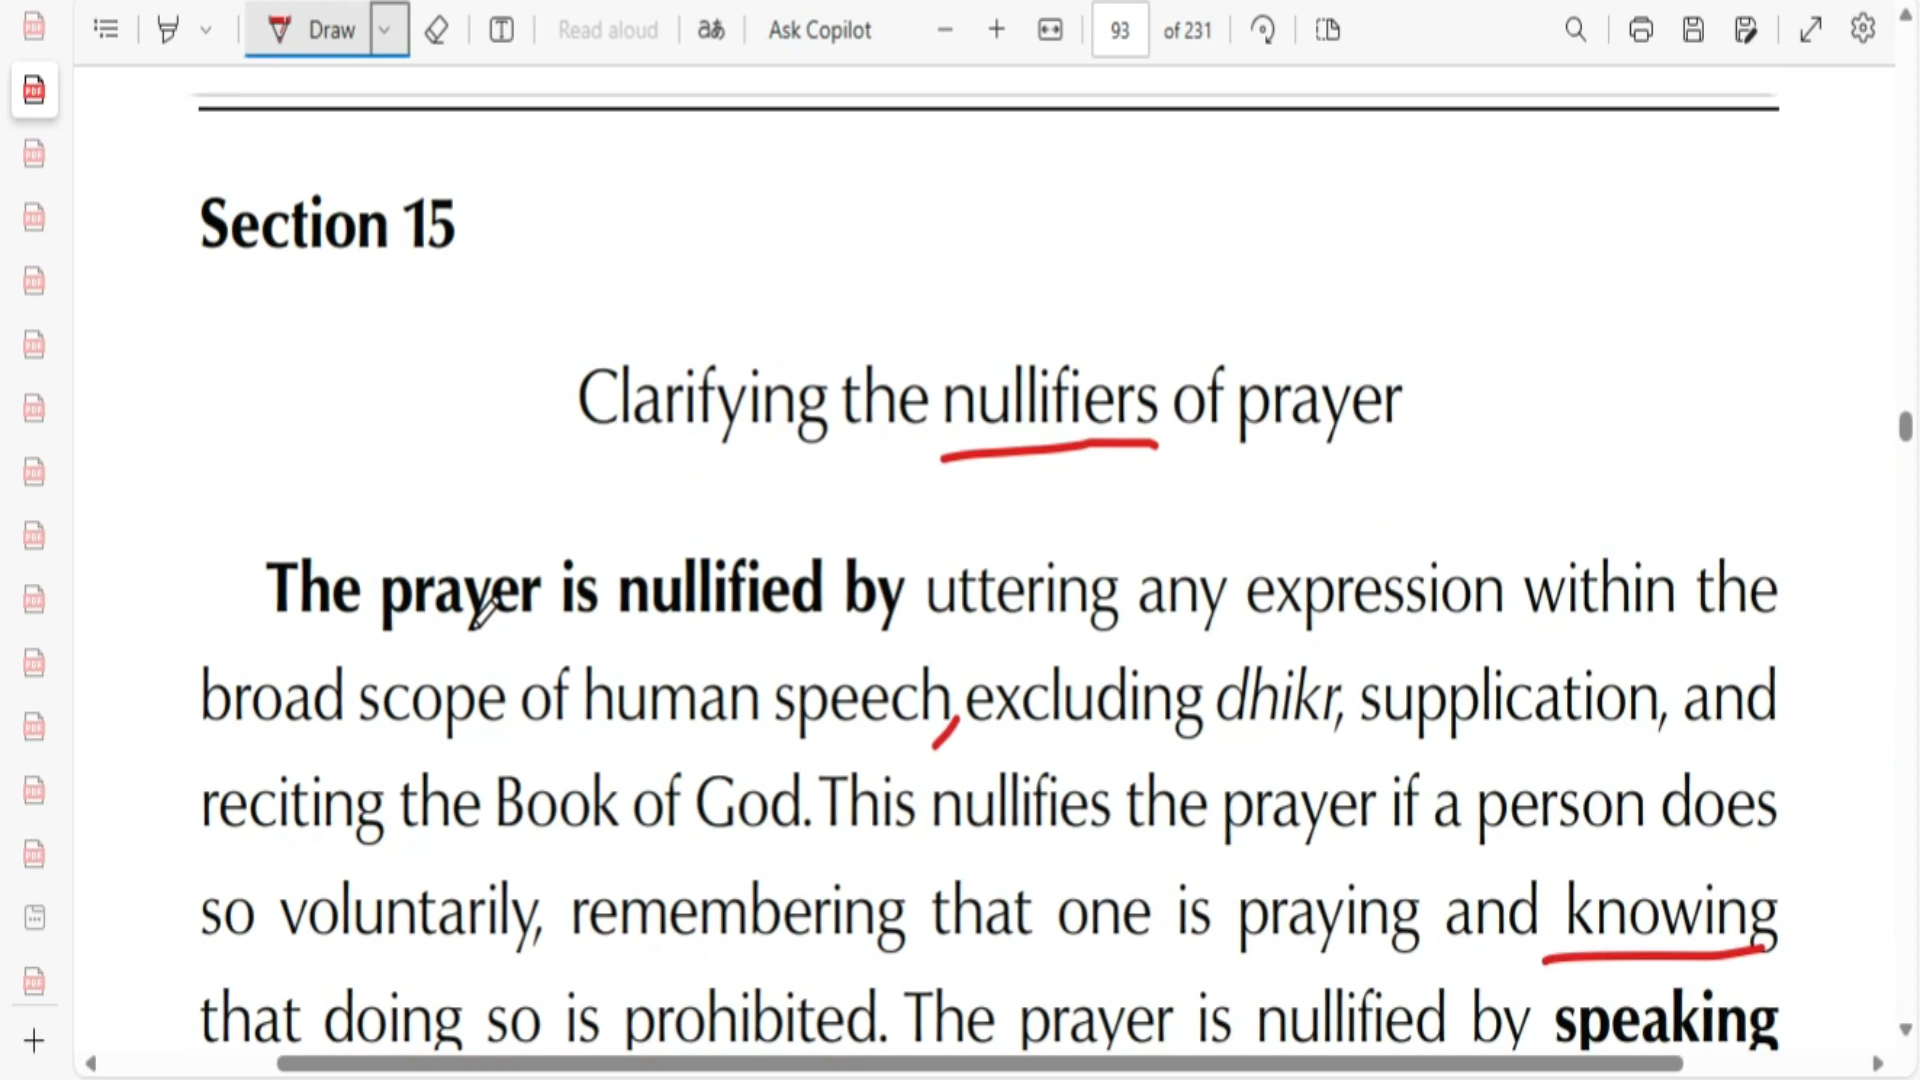 Draw
Read aloud
aあ
Ask Copilot
93
of 231
Section 15
Clarifying the nullifiers of prayer
The prayer is nullified by uttering any expression within the
broad scope of human speech, excluding dhikr, supplication, and
reciting the Book of God. This nullifies the prayer if a person does
so voluntarily, remembering that one is praying and knowing
that doing so is prohibited. The prayer is nullified by speaking